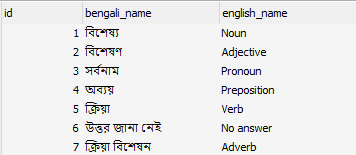 id bengali_name english_name
1 বিশেষ্য Noun
2 বিশেষণ Adjective
3 সর্বনাম Pronoun
4 অব্যয় Preposition
5 ক্রিয়া Verb
6 উত্তর জানা নেই No answer
7 ক্রিয়া বিশেষন Adverb